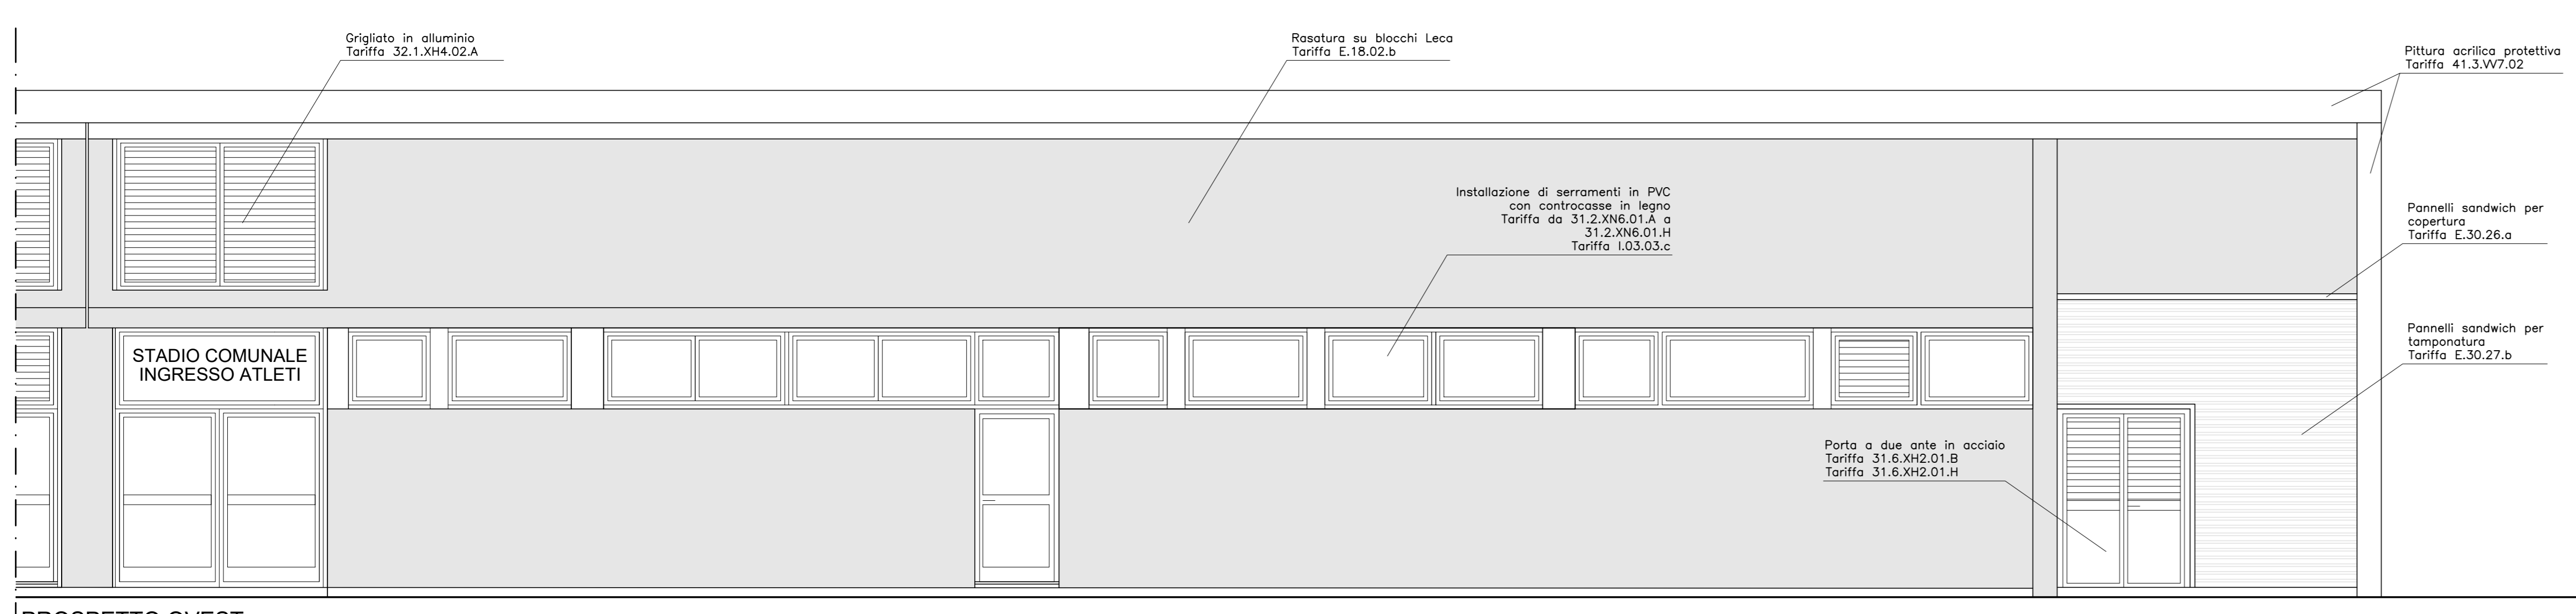 Grigliato in alluminio
Tariffa 32.1.XH4.02.A
Rasatura su blocchi Leca
Tariffa E.18.02.b
Pittura acrilica protettiva
Tariffa 41.3.VV7.02
Installazione di serramenti in PVC
con controcasse in legno
Tariffa da 31.2.XN6.01.A a
31.2.XN6.01.H
Tariffa I.03.03.c
Pannelli sandwich per
copertura
Tariffa E.30.26.a
Pannelli sandwich per
tamponatura
Tariffa E.30.27.b
STADIO COMUNALE
INGRESSO ATLETI
Porta a due ante in acciaio
Tariffa 31.6.XH2.01.B
Tariffa 31.6.XH2.01.H
PROSPETTO OVEST